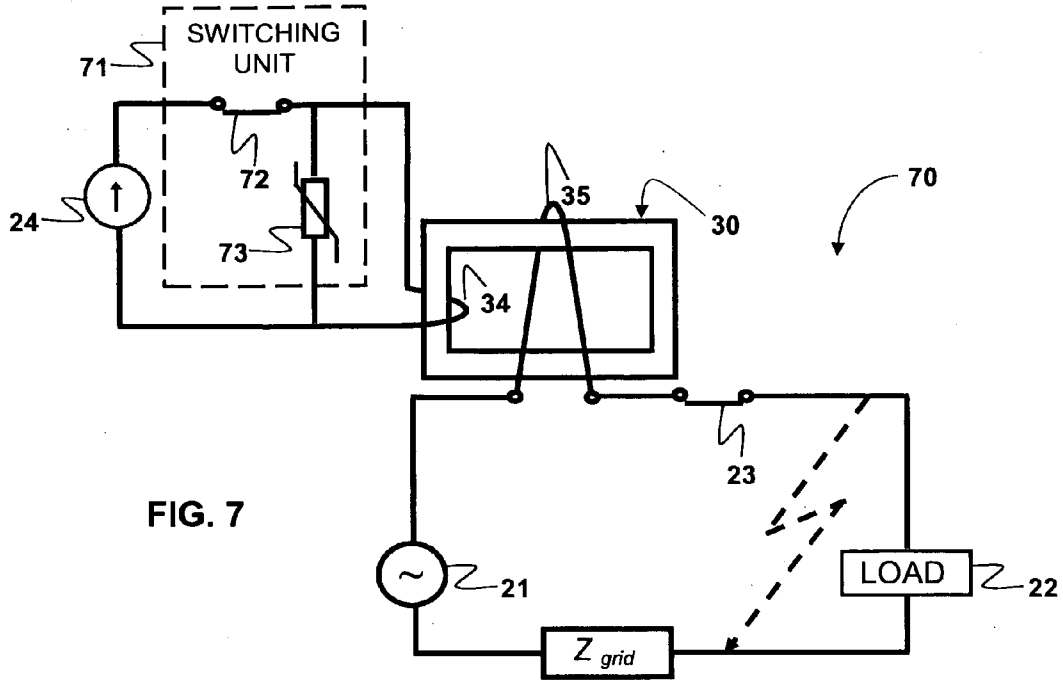 SWITCHING
UNIT
71
72
73
24
35
30
70
34
23
FIG. 7
~
21
LOAD
22
Z grid